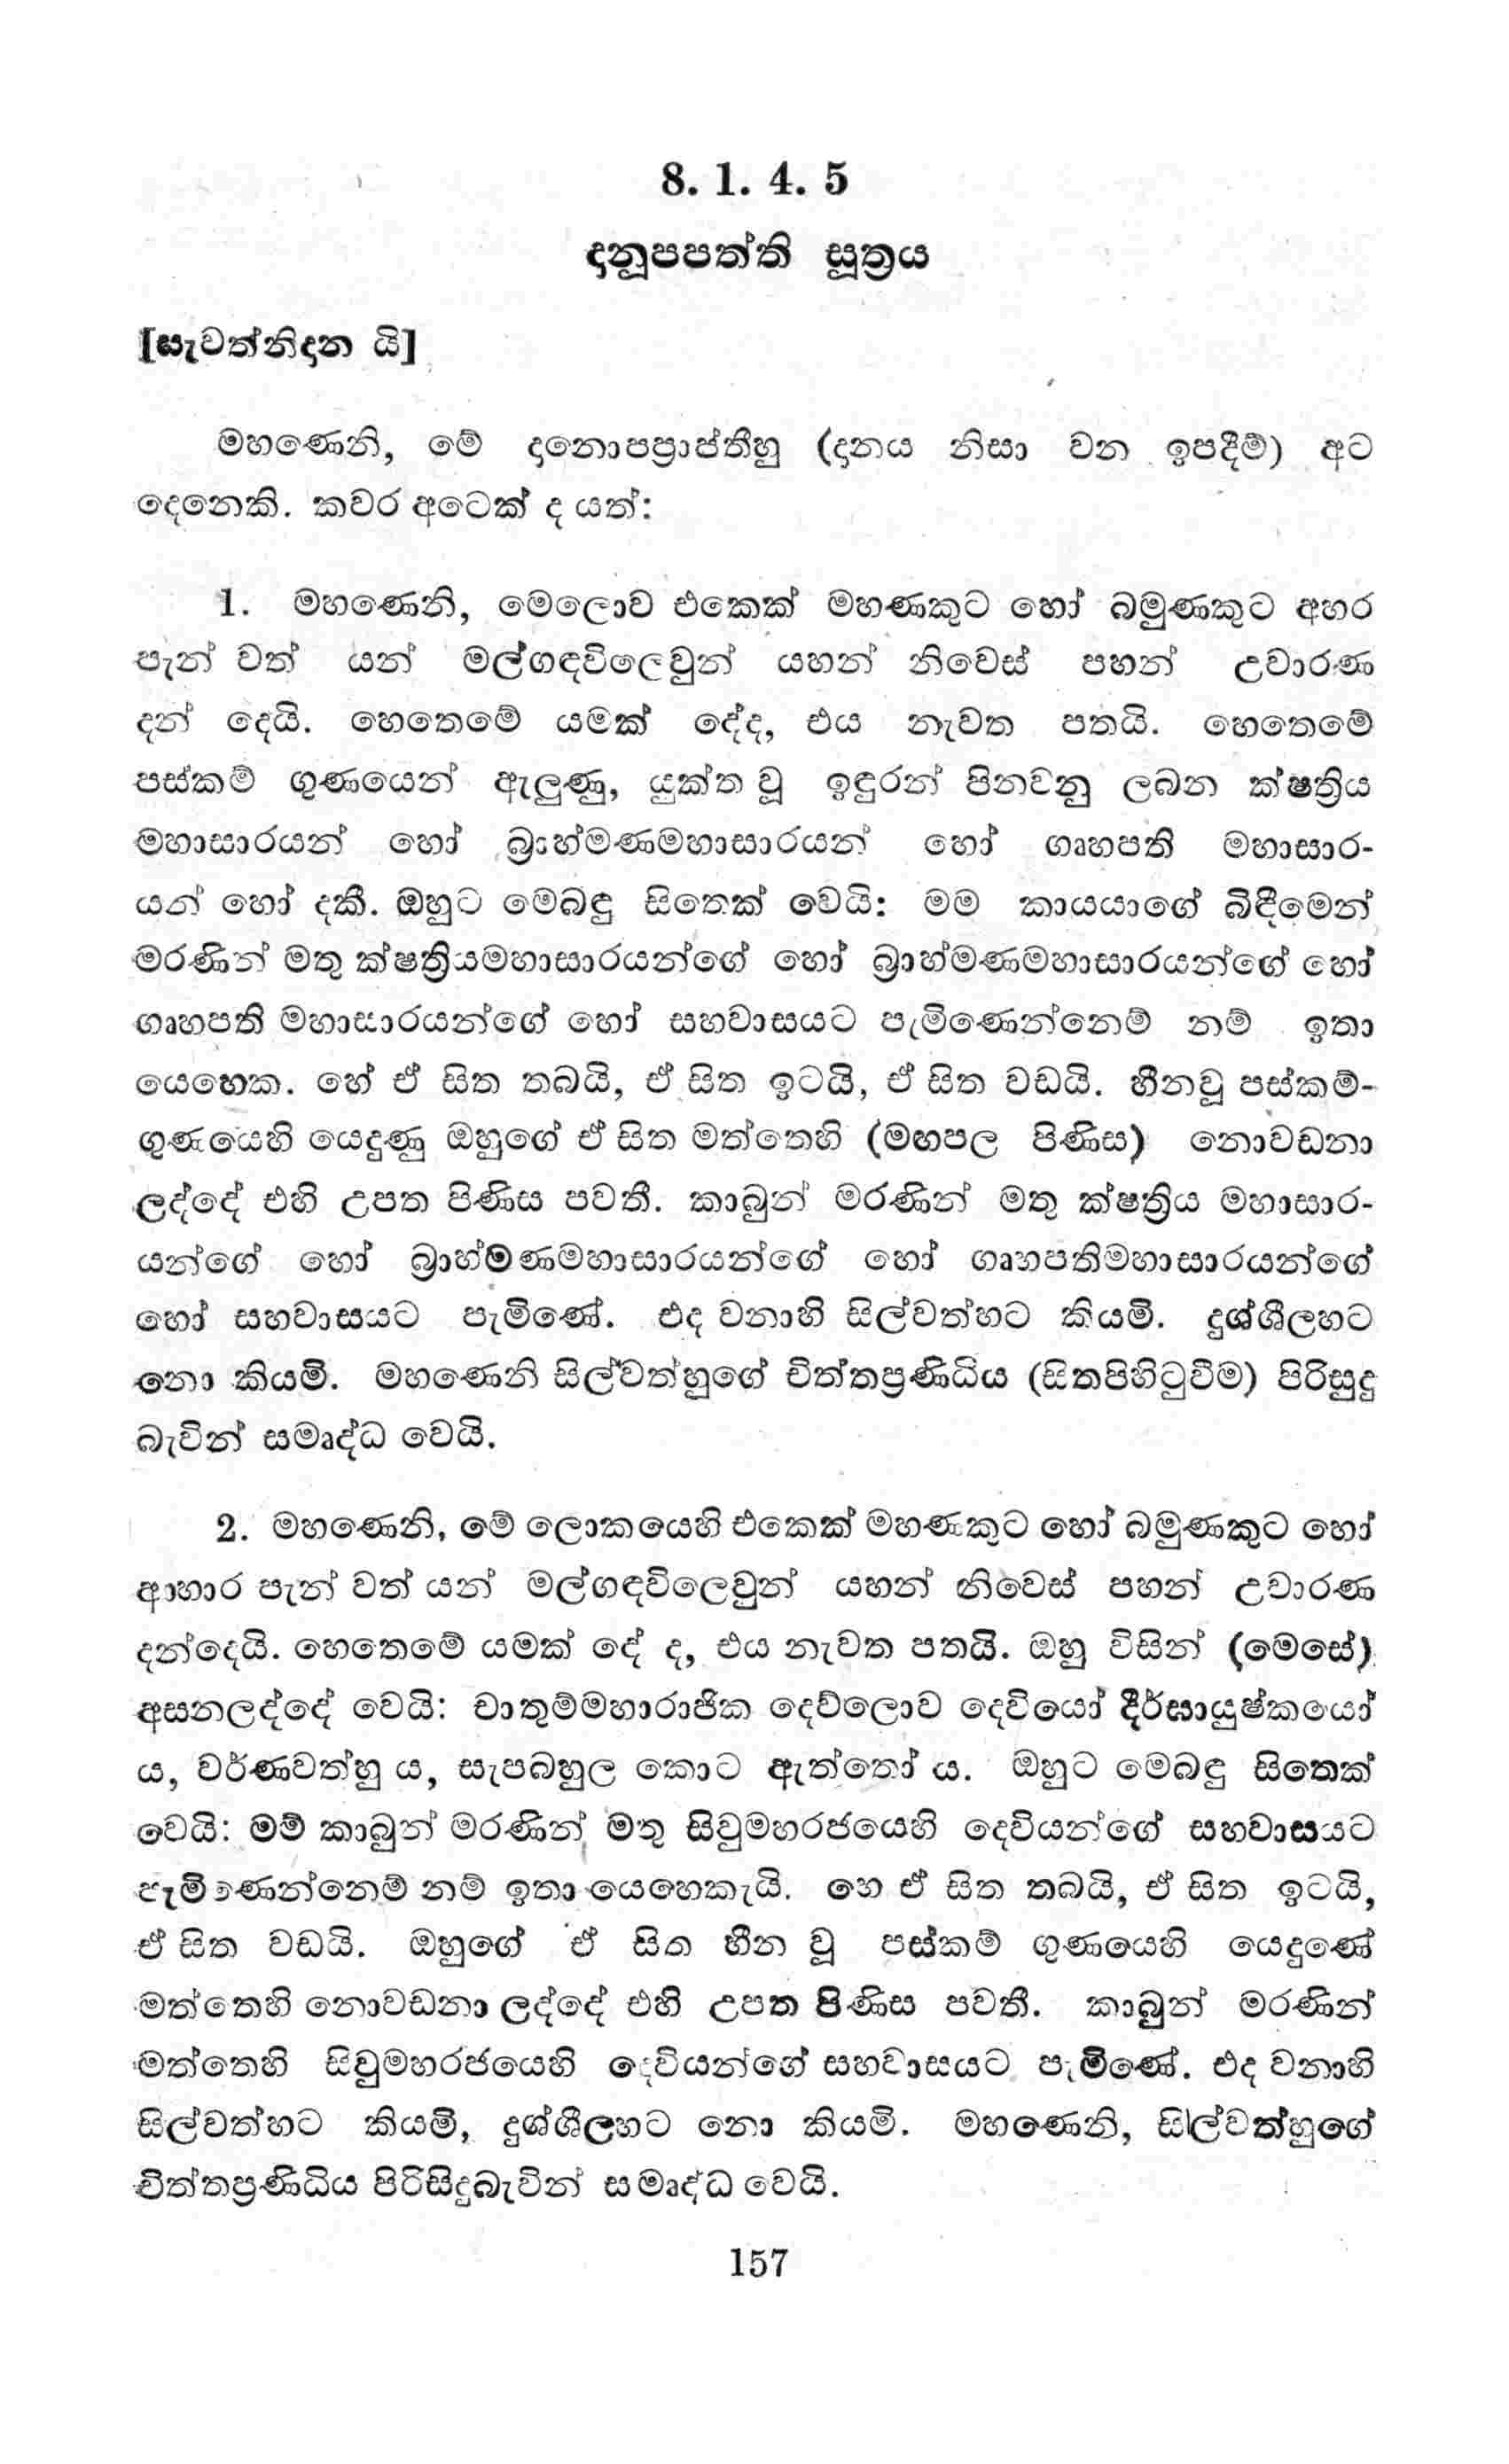 8. 1. 4. 5
දානූපපත්ති සූත්‍රය
[සැවත්නිදාන යි]
මහණෙනි, මේ දානොපප්‍රාප්තීහු (දානය නිසා වන ඉපදීම්) අට
දෙනෙකි. කවර අටෙක් ද යත්:
1. මහණෙනි, මෙලොව එකෙක් මහණකුට හෝ බමුණකුට අහර
පැන් වත් යන් මල්ගඳවිලෙවුන් යහන් නිවෙස් පහන් උවාරණ
දන් දෙයි. හෙතෙමේ යමක් දේද, එය නැවත පතයි. හෙතෙමේ
පස්කම් ගුණයෙන් ඇලුණු, යුක්ත වූ ඉඳුරන් පිනවනු ලබන ක්ෂත්‍රිය
මහාසාරයන් හෝ බ්‍රාහ්මණමහාසාරයන් හෝ ගෘහපති මහාසාර-
යන් හෝ දකී. ඔහුට මෙබඳු සිතෙක් වෙයි: මම කායයාගේ බිඳීමෙන්
මරණින් මතු ක්ෂත්‍රියමහාසාරයන්ගේ හෝ බ්‍රාහ්මණමහාසාරයන්ගේ හෝ
ගෘහපති මහාසාරයන්ගේ හෝ සහවාසයට පැමිණෙන්නෙම් නම් ඉතා
යෙහෙක. හේ ඒ සිත තබයි, ඒ සිත ඉටයි, ඒ සිත වඩයි. හීනවූ පස්කම්-
ගුණයෙහි යෙදුණු ඔහුගේ ඒ සිත මත්තෙහි (මඟපල පිණිස) නොවඩනා
ලද්දේ එහි උපත පිණිස පවතී. කාබුන් මරණින් මතු ක්ෂත්‍රිය මහාසාර-
යන්ගේ හෝ බ්‍රාහ්මණමහාසාරයන්ගේ හෝ ගෘහපතිමහාසාරයන්ගේ
හෝ සහවාසයට පැමිණේ. එද වනාහි සිල්වත්හට කියමි. දුශ්ශීලහට
නො කියමි. මහණෙනි සිල්වත්හුගේ චිත්තප්‍රණිධිය (සිතපිහිටුවීම) පිරිසුදු
බැවින් සමෘද්ධ වෙයි.
2. මහණෙනි, මේ ලොකයෙහි එකෙක් මහණකුට හෝ බමුණකුට හෝ
ආහාර පැන් වත් යන් මල්ගඳවිලෙවුන් යහන් නිවෙස් පහන් උවාරණ
දන්දෙයි. හෙතෙමේ යමක් දේ ද, එය නැවත පතයි. ඔහු විසින් (මෙසේ)
අසනලද්දේ වෙයි: චාතුම්මහාරාජික දෙව්ලොව දෙවියෝ දීර්ඝායුෂ්කයෝ
ය, වර්ණවත්හු ය, සැපබහුල කොට ඇත්තෝ ය. ඔහුට මෙබඳු සිතෙක්
වෙයි: මම් කාබුන් මරණින් මතු සිවුමහරජයෙහි දෙවියන්ගේ සහවාසයට
පැමිණෙන්නෙම් නම් ඉතා යෙහෙකැයි. හෙ ඒ සිත තබයි, ඒ සිත ඉටයි,
ඒ සිත වඩයි. ඔහුගේ ඒ සිත හීන වූ පස්කම් ගුණයෙහි යෙදුණේ
මත්තෙහි නොවඩනා ලද්දේ එහි උපත පිණිස පවතී. කාබුන් මරණින්
මත්තෙහි සිවුමහරජයෙහි දෙවියන්ගේ සහවාසයට පැමිණේ. එද වනාහි
සිල්වත්හට කියමි, දුශ්ශීලහට නො කියමි. මහණෙනි, සිල්වත්හුගේ
චිත්තප්‍රණිධිය පිරිසිදුබැවින් සමෘද්ධ වෙයි.
157